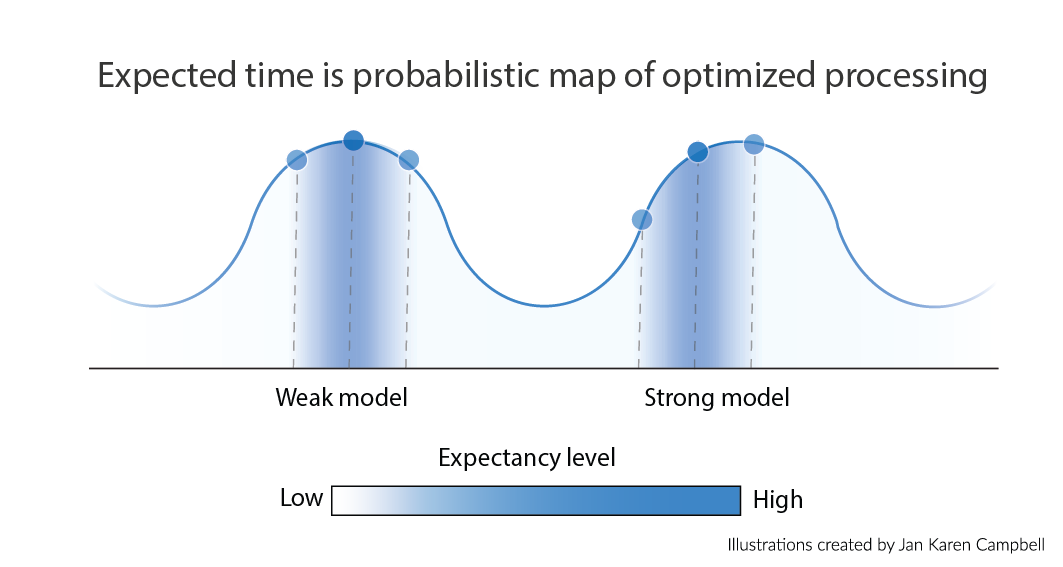 Expected time is probabilistic map of optimized processing
Weak model
Strong model
Expectancy level
Low
High
Illustrations created by Jan Karen Campbell